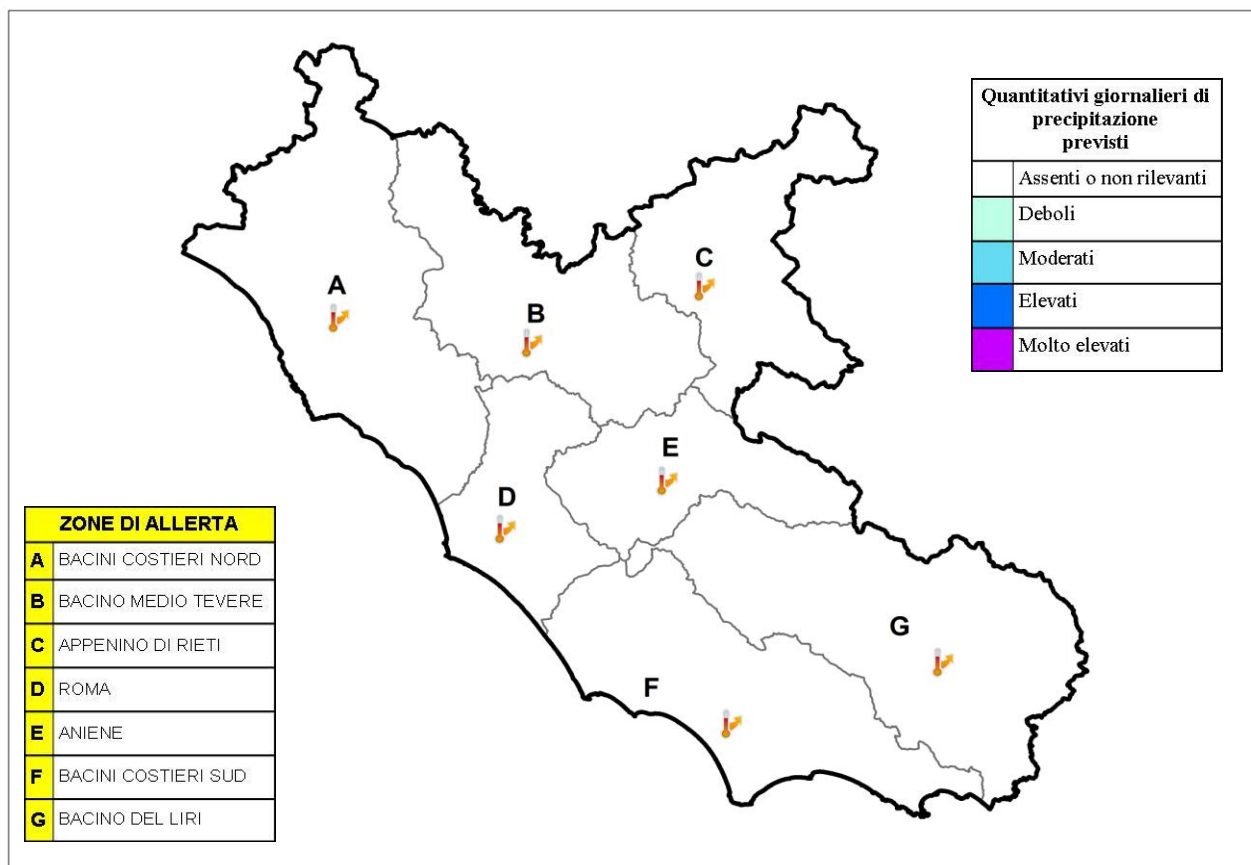 Quantitativi giornalieri di
precipitazione
previsti
Assenti o non rilevanti
Deboli
Moderati
Elevati
Molto elevati
A
B
C
D
E
F
G
ZONE DI ALLERTA
A BACINI COSTIERI NORD
B BACINO MEDIO TEVERE
C APPENINO DI RIETI
D ROMA
E ANIENE
F BACINI COSTIERI SUD
G BACINO DEL LIRI